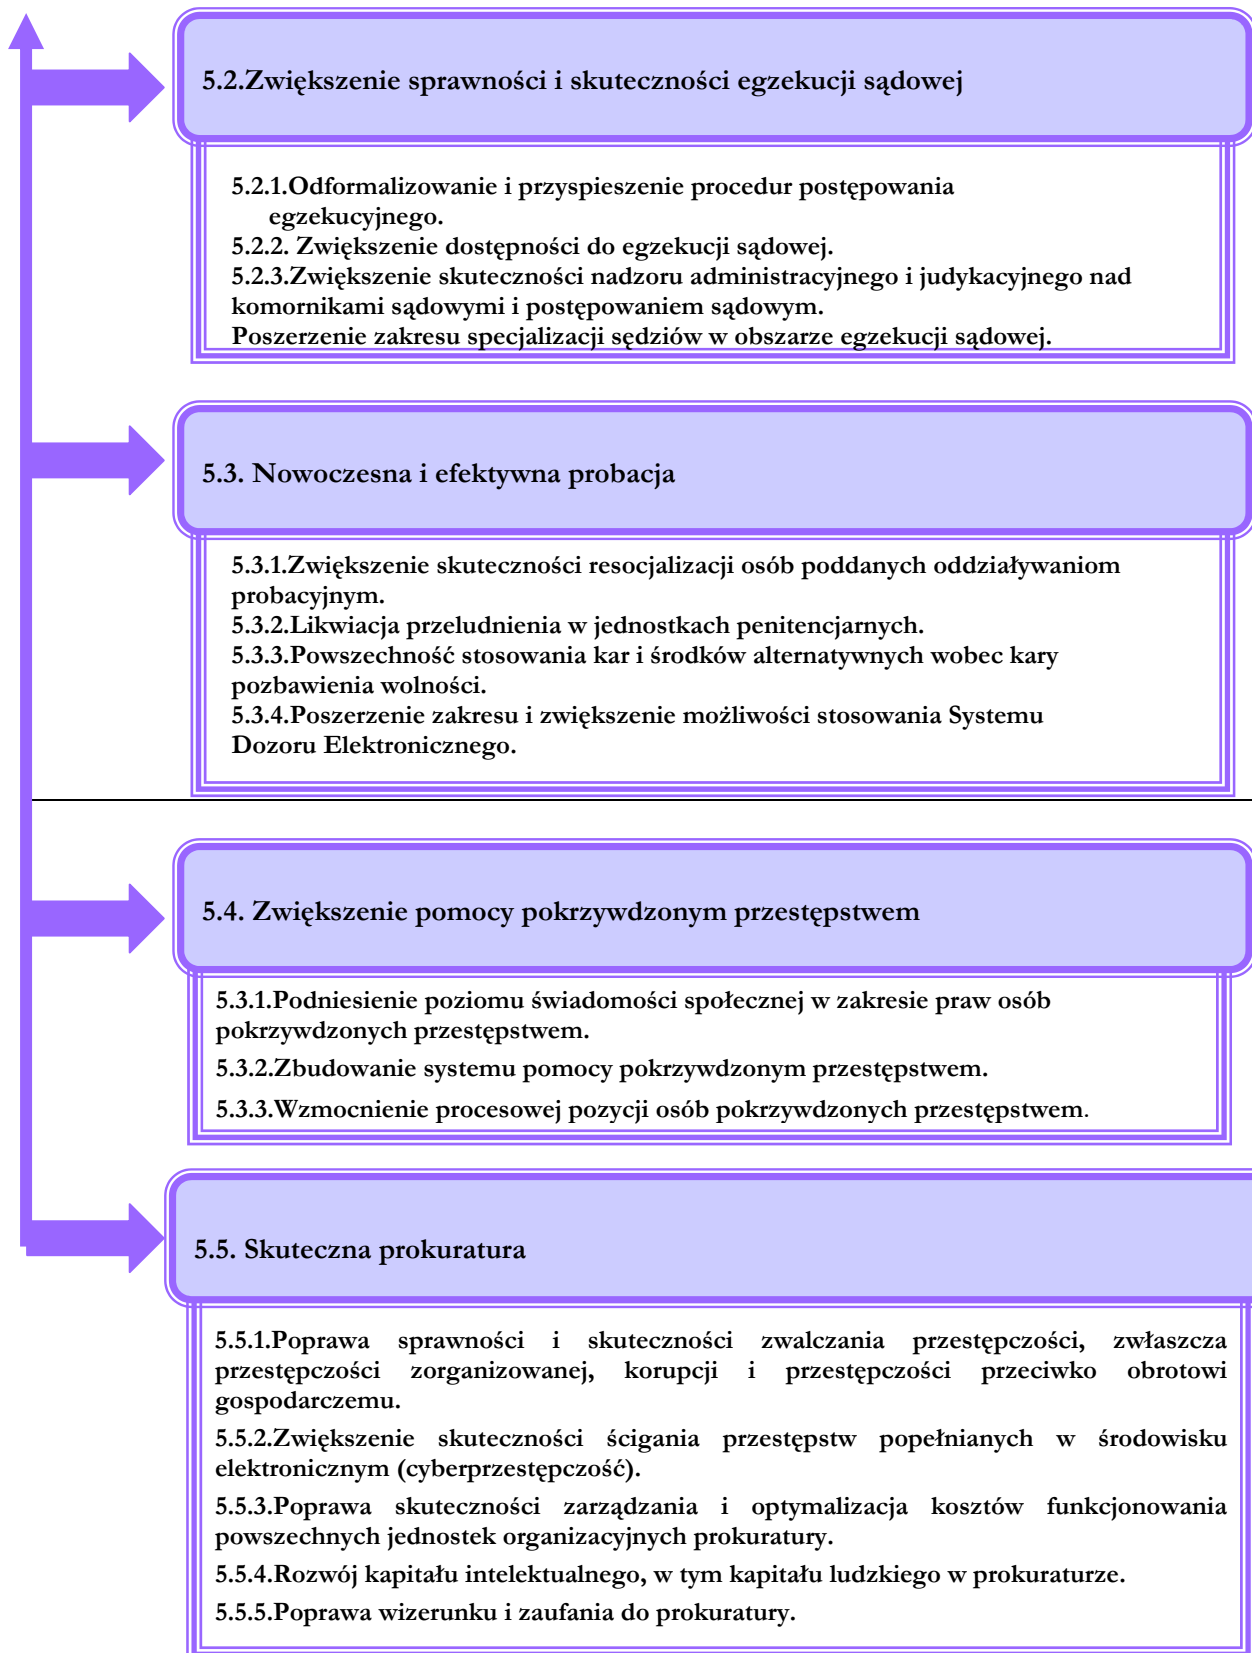 5.2.Zwiększenie sprawności i skuteczności egzekucji sądowej
5.2.1.Odformalizowanie i przyspieszenie procedur postępowania
egzekucyjnego.
5.2.2. Zwiększenie dostępności do egzekucji sądowej.
5.2.3.Zwiększenie skuteczności nadzoru administracyjnego i judykacyjnego nad
komornikami sądowymi i postępowaniem sądowym.
Poszerzenie zakresu specjalizacji sędziów w obszarze egzekucji sądowej.
5.3. Nowoczesna i efektywna probacja
5.3.1.Zwiększenie skuteczności resocjalizacji osób poddanych oddziaływaniom
probacyjnym.
5.3.2.Likwiacja przeludnienia w jednostkach penitencjarnych.
5.3.3.Powszechność stosowania kar i środków alternatywnych wobec kary
pozbawienia wolności.
5.3.4.Poszerzenie zakresu i zwiększenie możliwości stosowania Systemu
Dozoru Elektronicznego.
5.4. Zwiększenie pomocy pokrzywdzonym przestępstwem
5.3.1.Podniesienie poziomu świadomości społecznej w zakresie praw osób
pokrzywdzonych przestępstwem.
5.3.2.Zbudowanie systemu pomocy pokrzywdzonym przestępstwem.
5.3.3.Wzmocnienie procesowej pozycji osób pokrzywdzonych przestępstwem.
5.5. Skuteczna prokuratura
5.5.1.Poprawa sprawności i skuteczności zwalczania przestępczości, zwłaszcza
przestępczości zorganizowanej, korupcji i przestępczości przeciwko obrotowi
gospodarczemu.
5.5.2.Zwiększenie skuteczności ścigania przestępstw popełnianych w środowisku
elektronicznym (cyberprzestępczość).
5.5.3.Poprawa skuteczności zarządzania i optymalizacja kosztów funkcjonowania
powszechnych jednostek organizacyjnych prokuratury.
5.5.4.Rozwój kapitału intelektualnego, w tym kapitału ludzkiego w prokuraturze.
5.5.5.Poprawa wizerunku i zaufania do prokuratury.